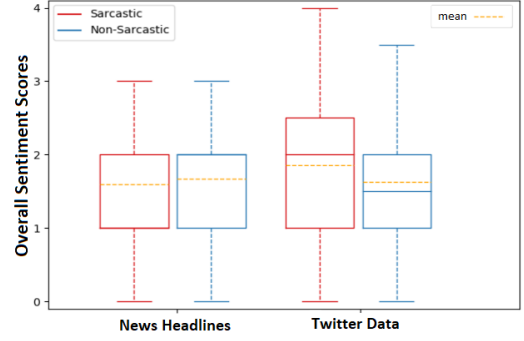 Sarcastic
Non-Sarcastic
mean
Overall Sentiment Scores
4
3
2
1
0
News Headlines
Twitter Data